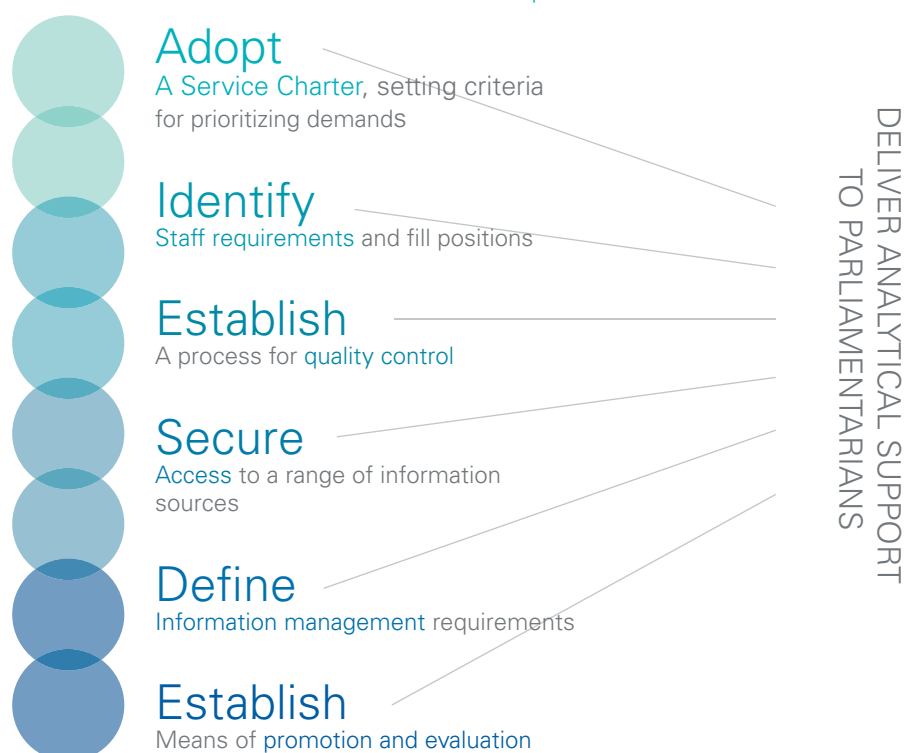 Adopt
A Service Charter, setting criteria
for prioritizing demands
Identify
Staff requirements and fill positions
Establish
A process for quality control
Secure
Access to a range of information
sources
Define
Information management requirements
Establish
Means of promotion and evaluation
DELIVER ANALYTICAL SUPPORT
TO PARLIAMENTARIANS